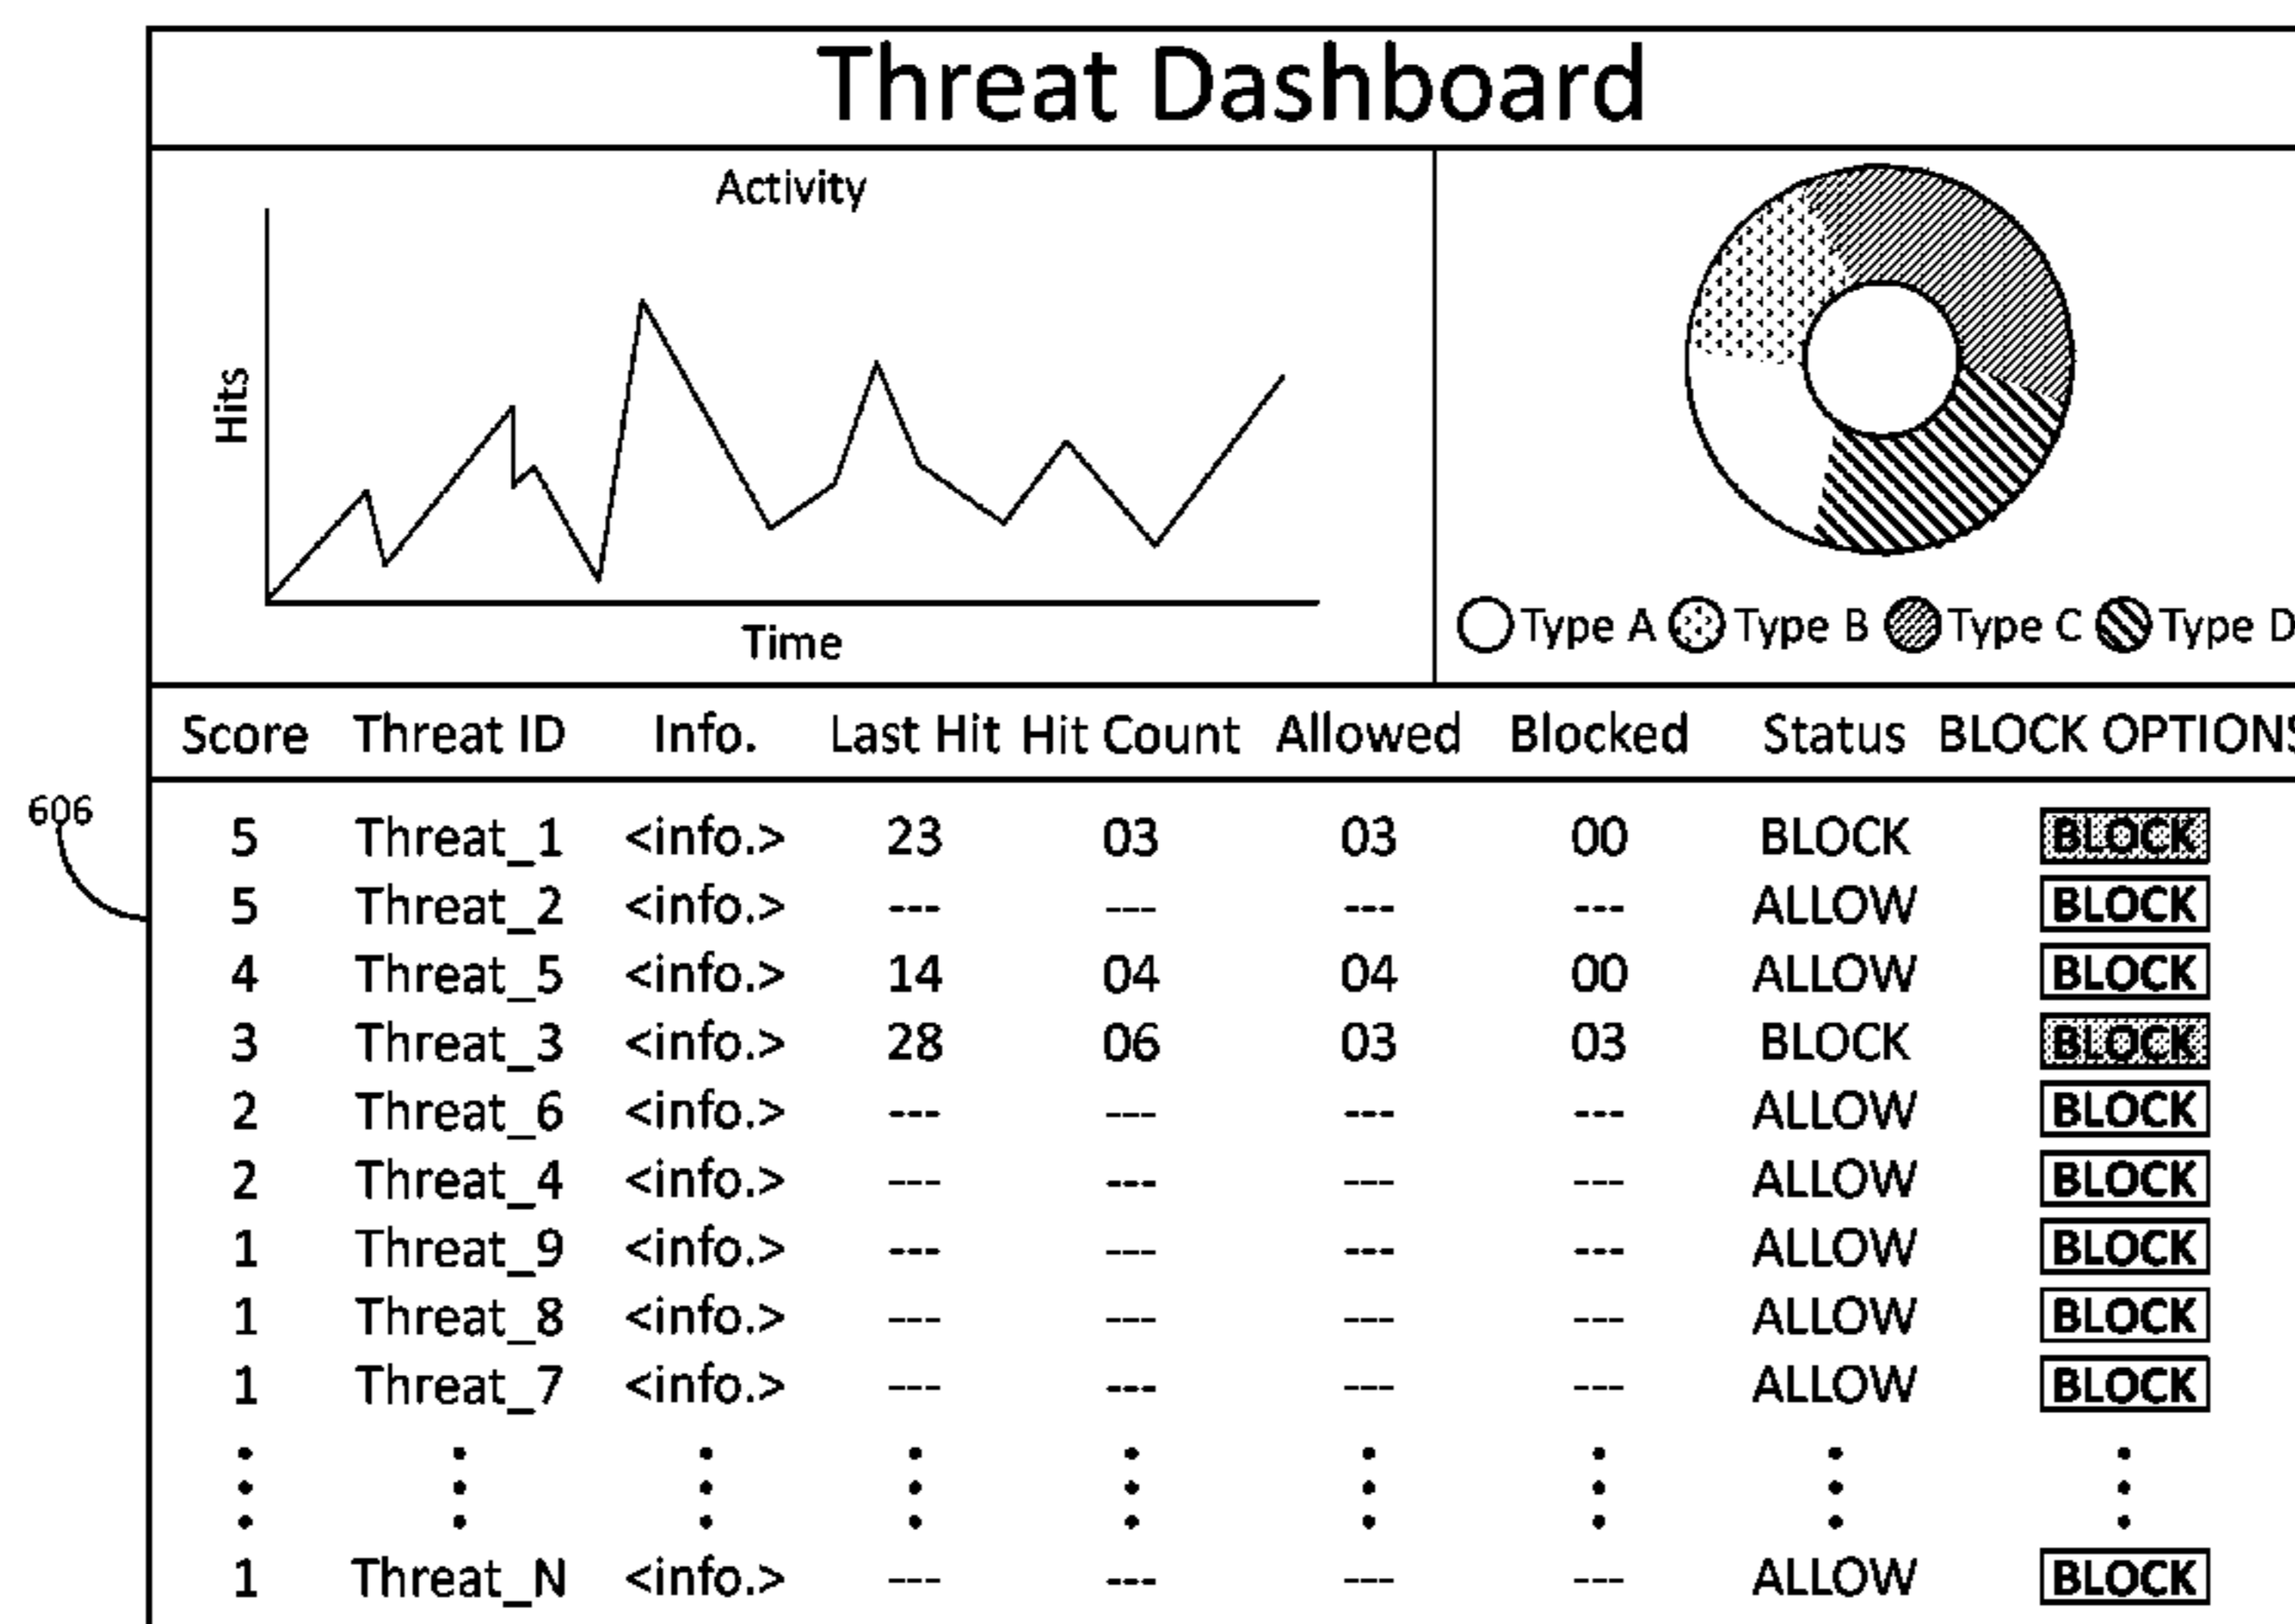 Threat Dashboard
Activity
Hits
Time
Type A Type B Type C Type D
Score Threat ID Info. Last Hit Hit Count Allowed Blocked Status BLOCK OPTIONS
606
5 Threat_1 <info.> 23 03 03 00 BLOCK BLOCK
5 Threat_2 <info.> --- --- --- --- ALLOW BLOCK
4 Threat_5 <info.> 14 04 04 00 ALLOW BLOCK
3 Threat_3 <info.> 28 06 03 03 BLOCK BLOCK
2 Threat_6 <info.> --- --- --- --- ALLOW BLOCK
2 Threat_4 <info.> --- --- --- --- ALLOW BLOCK
1 Threat_9 <info.> --- --- --- --- ALLOW BLOCK
1 Threat_8 <info.> --- --- --- --- ALLOW BLOCK
1 Threat_7 <info.> --- --- --- --- ALLOW BLOCK
1 Threat_N <info.> --- --- --- --- ALLOW BLOCK